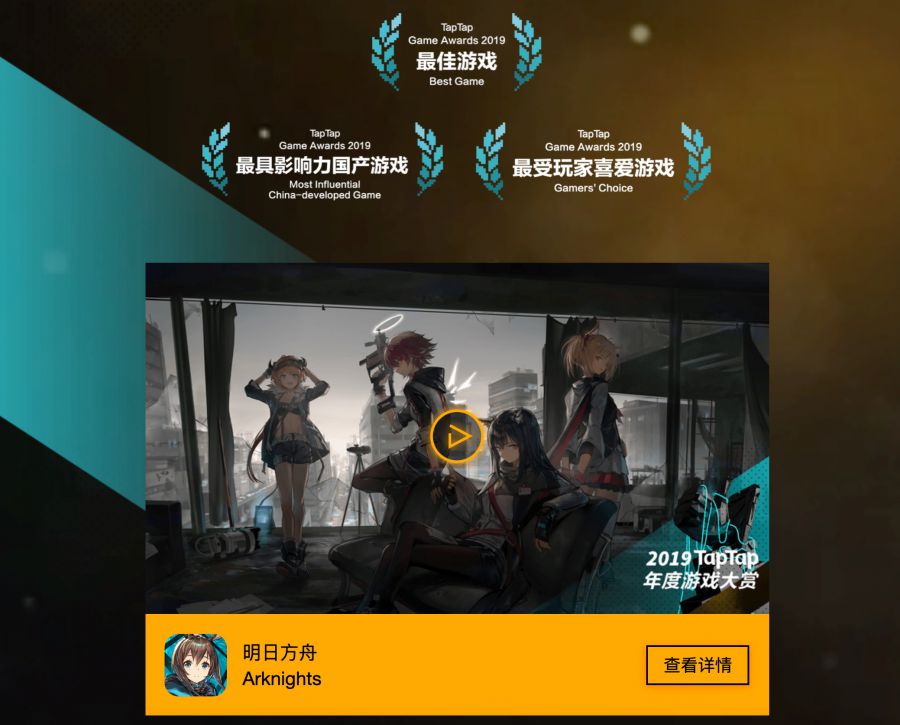 TapTap
Game Awards 2019
最佳游戏
Best Game
TapTap
Game Awards 2019
最具影响力国产游戏
Most Influential
China-developed Game
TapTap
Game Awards 2019
最受玩家喜爱游戏
Gamers' Choice
2019 TapTap
年度游戏大赏
明日方舟
Arknights
查看详情